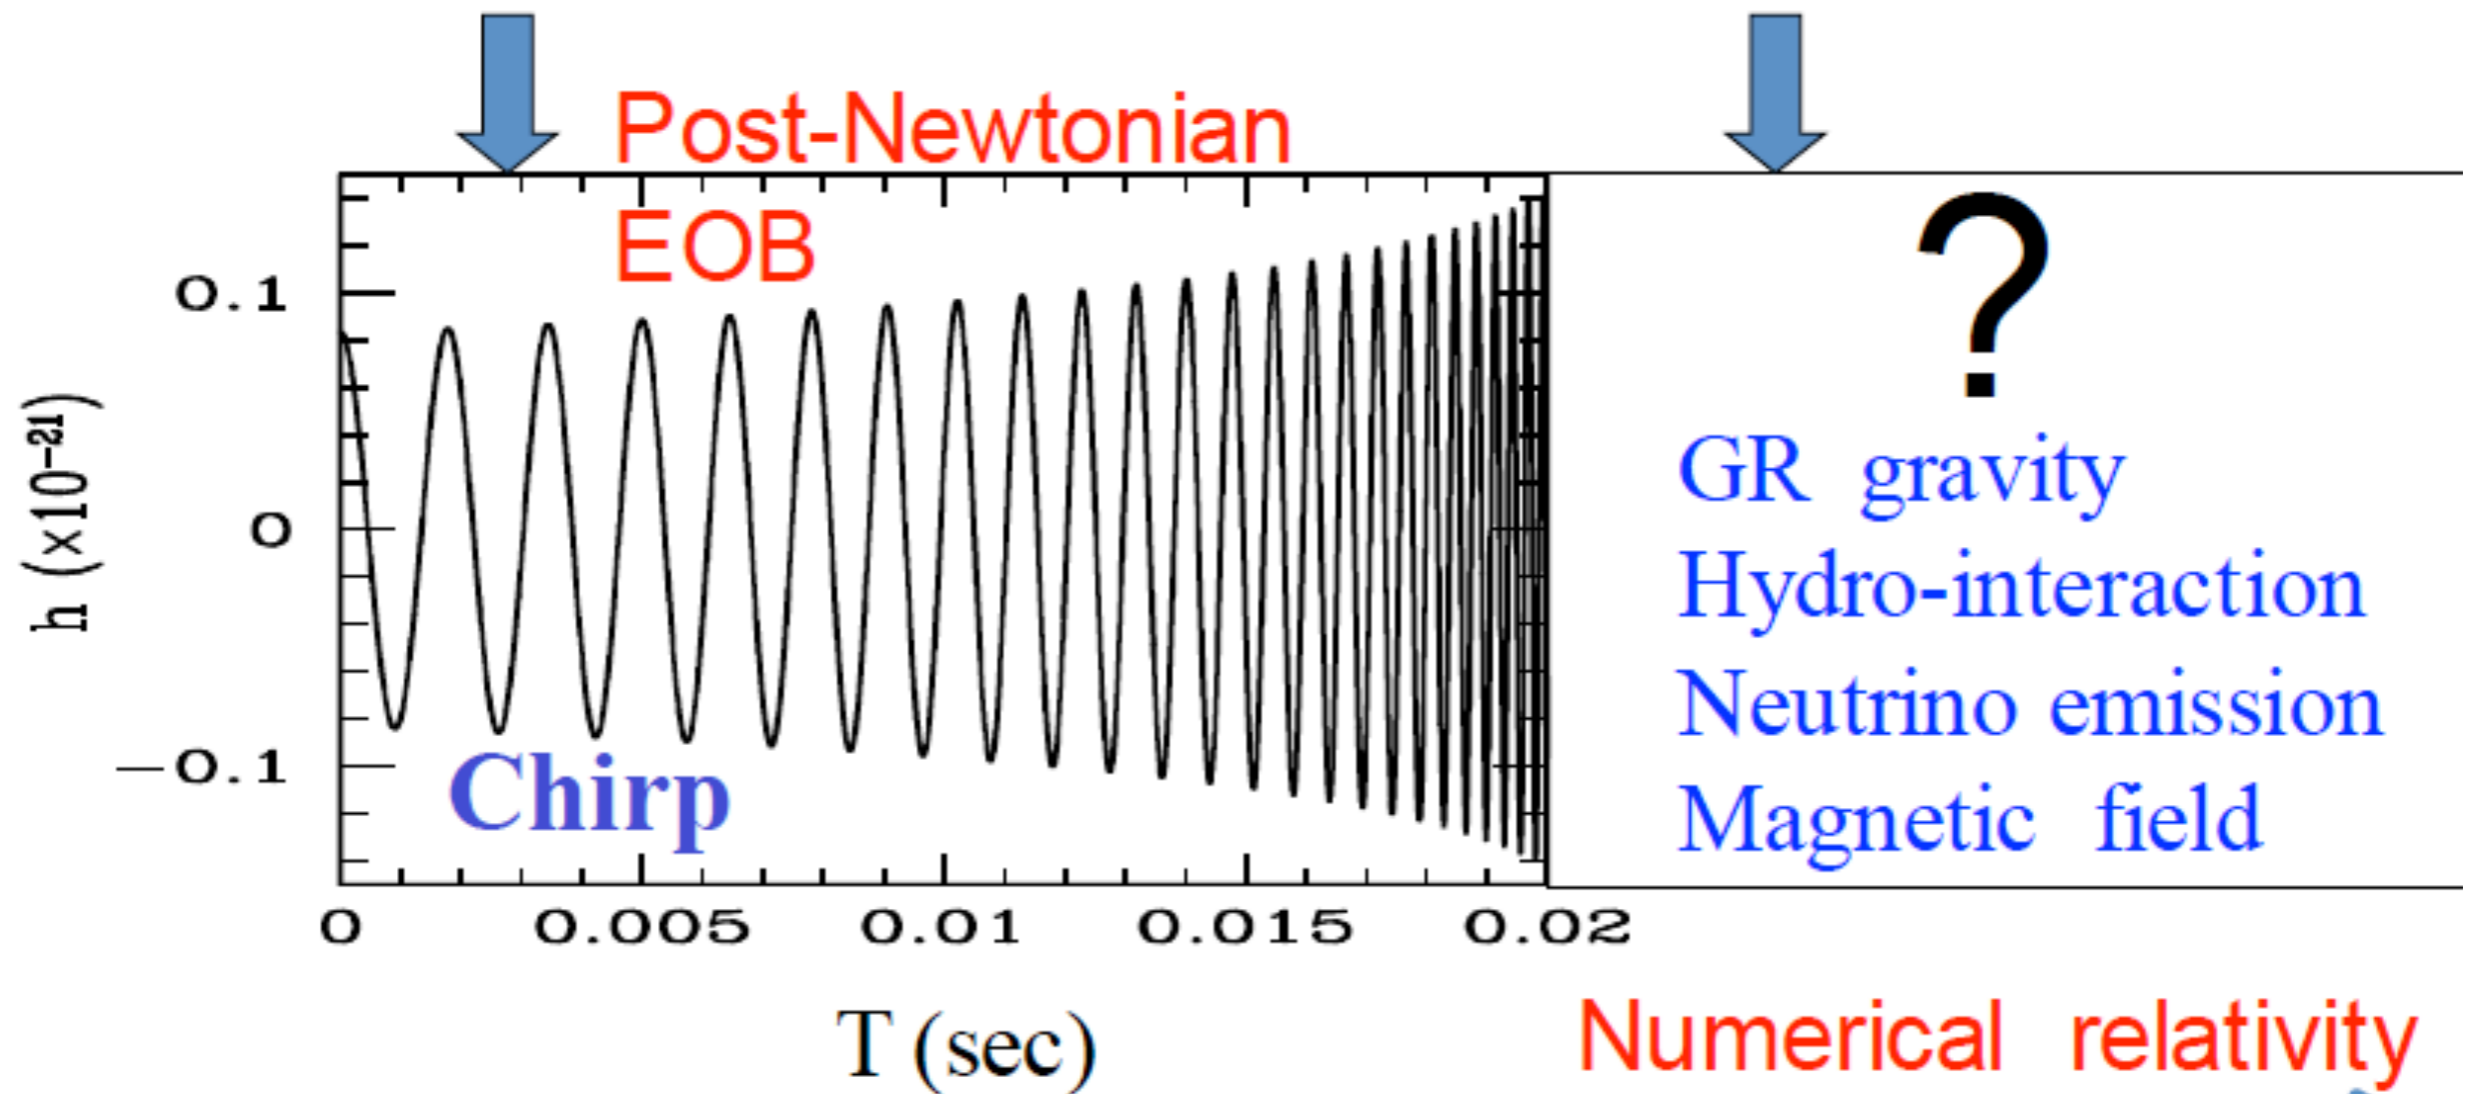 Post-Newtonian
EOB
?
0.1
0
−0.1
h (×10⁻²¹)
GR gravity
Hydro-interaction
Neutrino emission
Magnetic field
Chirp
0 0.005 0.01 0.015 0.02
T (sec)
Numerical relativity